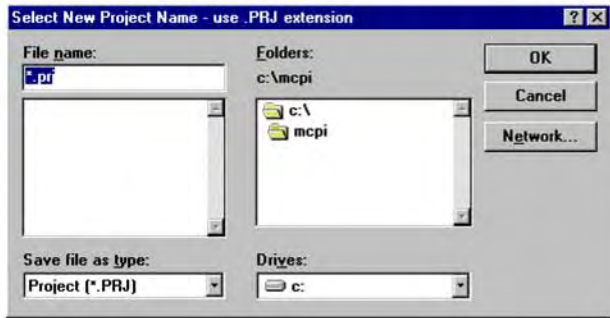 Select New Project Name - use .PRJ extension
File name:
*.prj
Folders:
c:\mcpi
c:\
mcpi
OK
Cancel
Network...
Save file as type:
Project (*.PRJ)
Drives:
c: